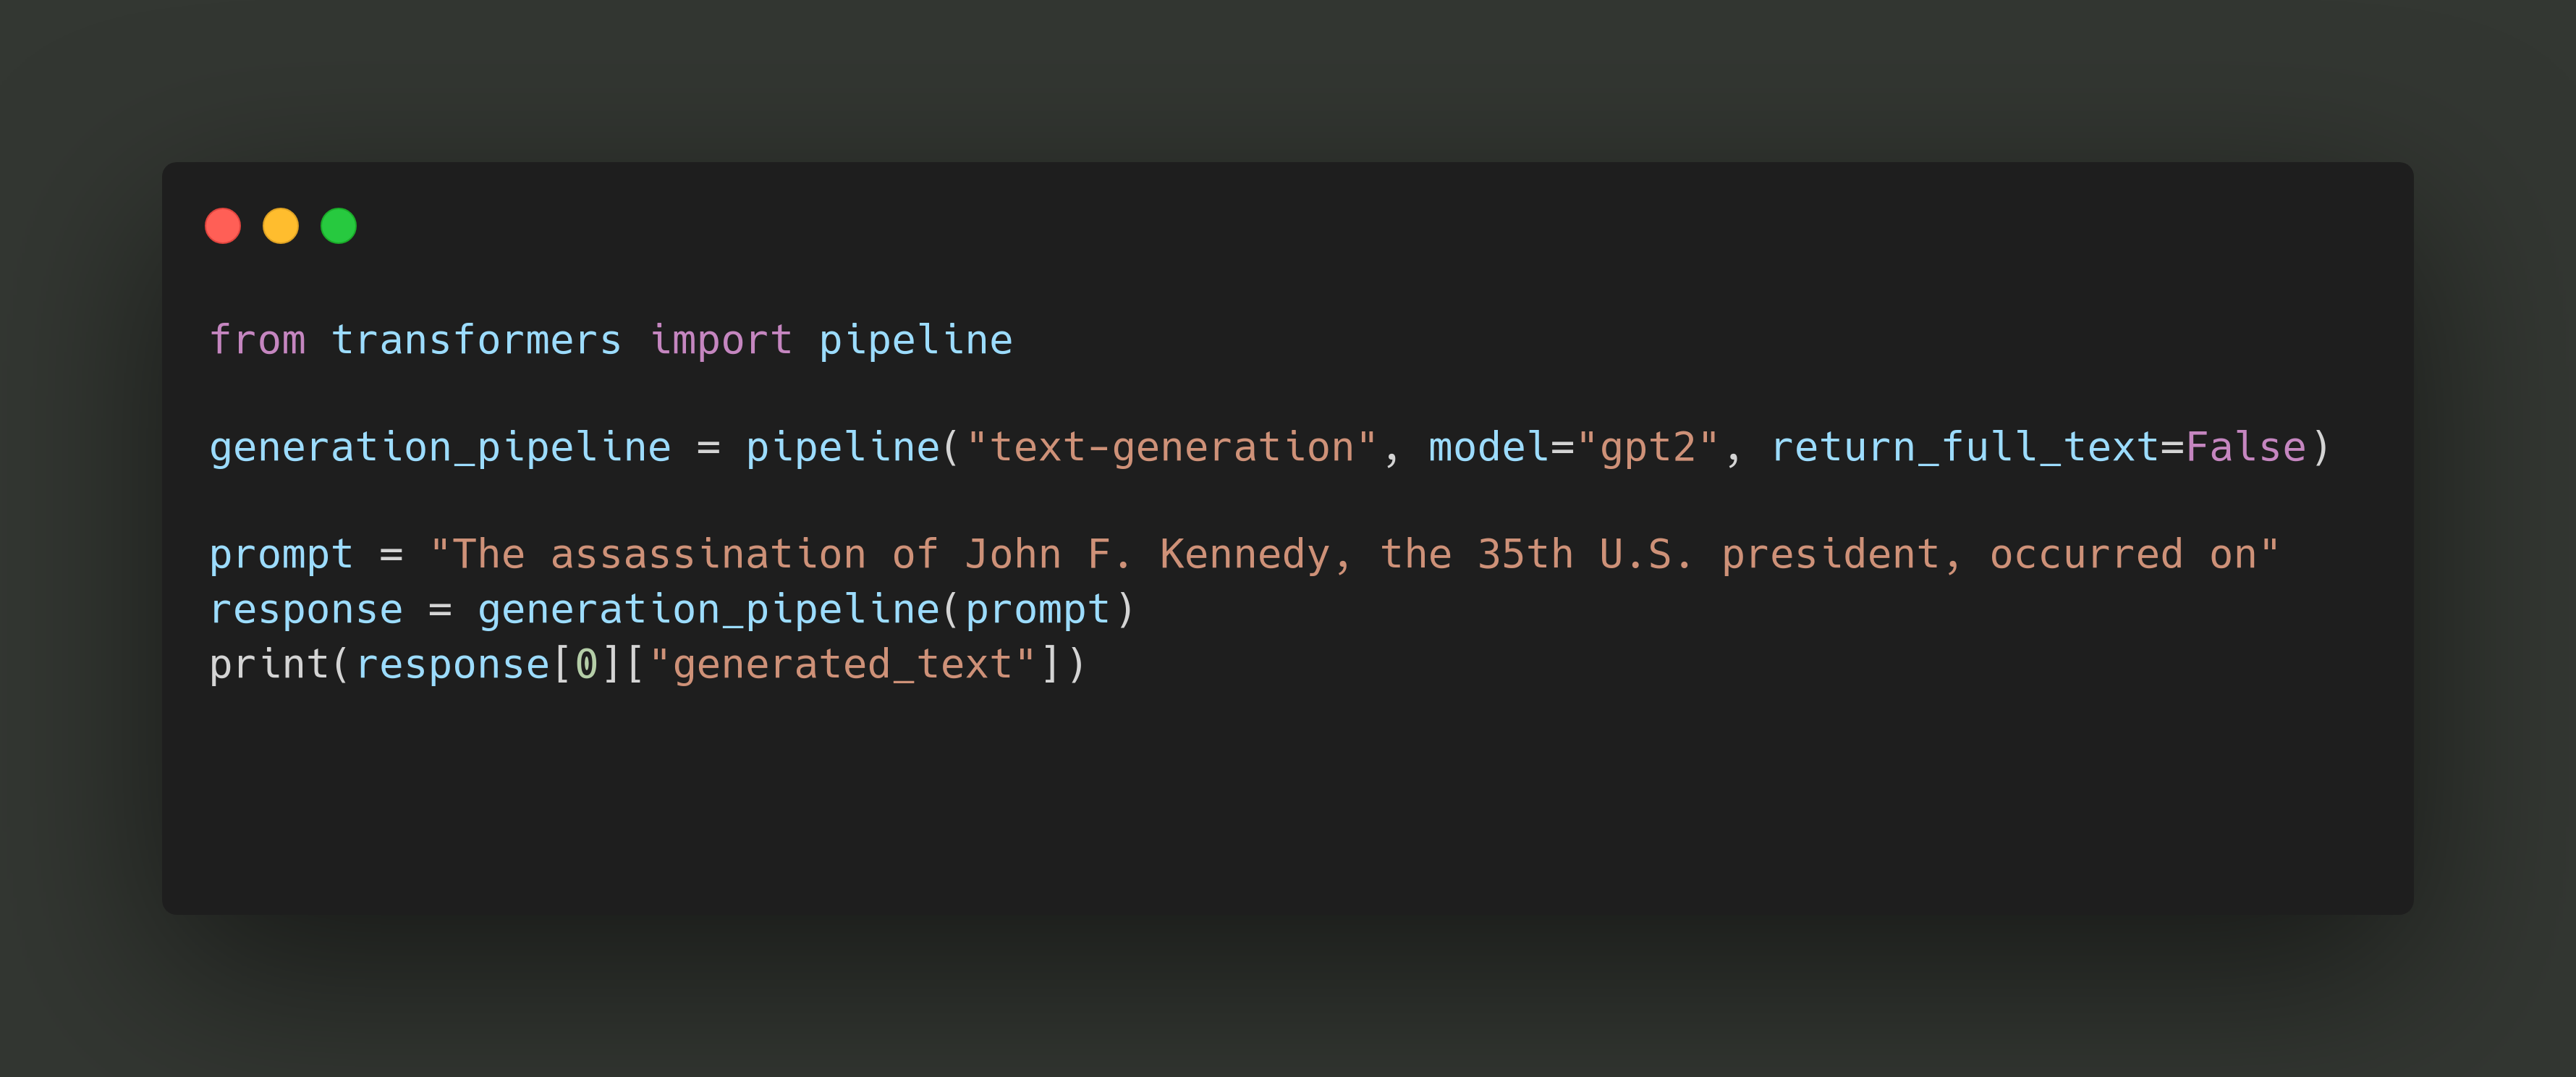 from transformers import pipeline
generation_pipeline = pipeline("text-generation", model="gpt2", return_full_text=False)
prompt = "The assassination of John F. Kennedy, the 35th U.S. president, occurred on"
response = generation_pipeline(prompt)
print(response[0]["generated_text"])